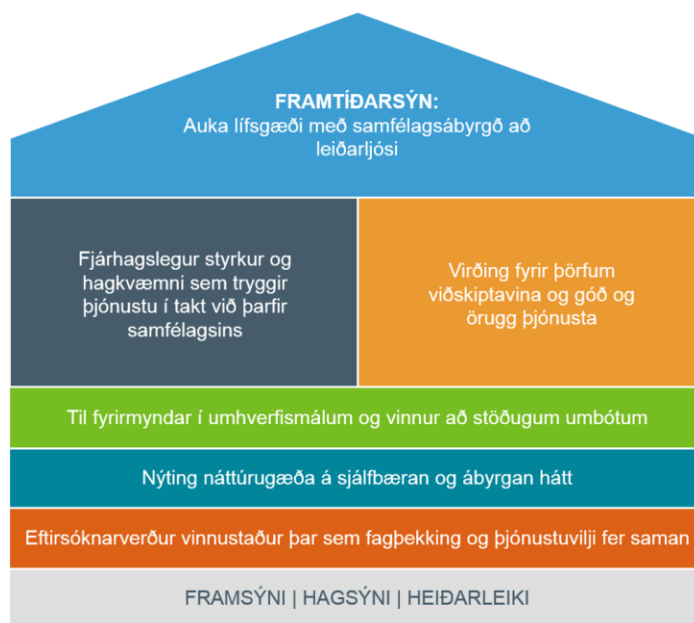 FRAMTÍÐARSÝN:
Auka lífsgæði með samfélagsábyrgð að
leiðarljósi
Fjárhagslegur styrkur og
hagkvæmni sem tryggir
þjónustu í takt við þarfir
samfélagsins
Virðing fyrir þörfum
viðskiptavina og góð og
örugg þjónusta
Til fyrirmyndar í umhverfismálum og vinnur að stöðugum umbótum
Nýting náttúrugæða á sjálfbæran og ábyrgan hátt
Eftirsóknarverður vinnustaður þar sem fagþekking og þjónustuvilji fer saman
FRAMSÝNI | HAGSÝNI | HEIÐARLEIKI